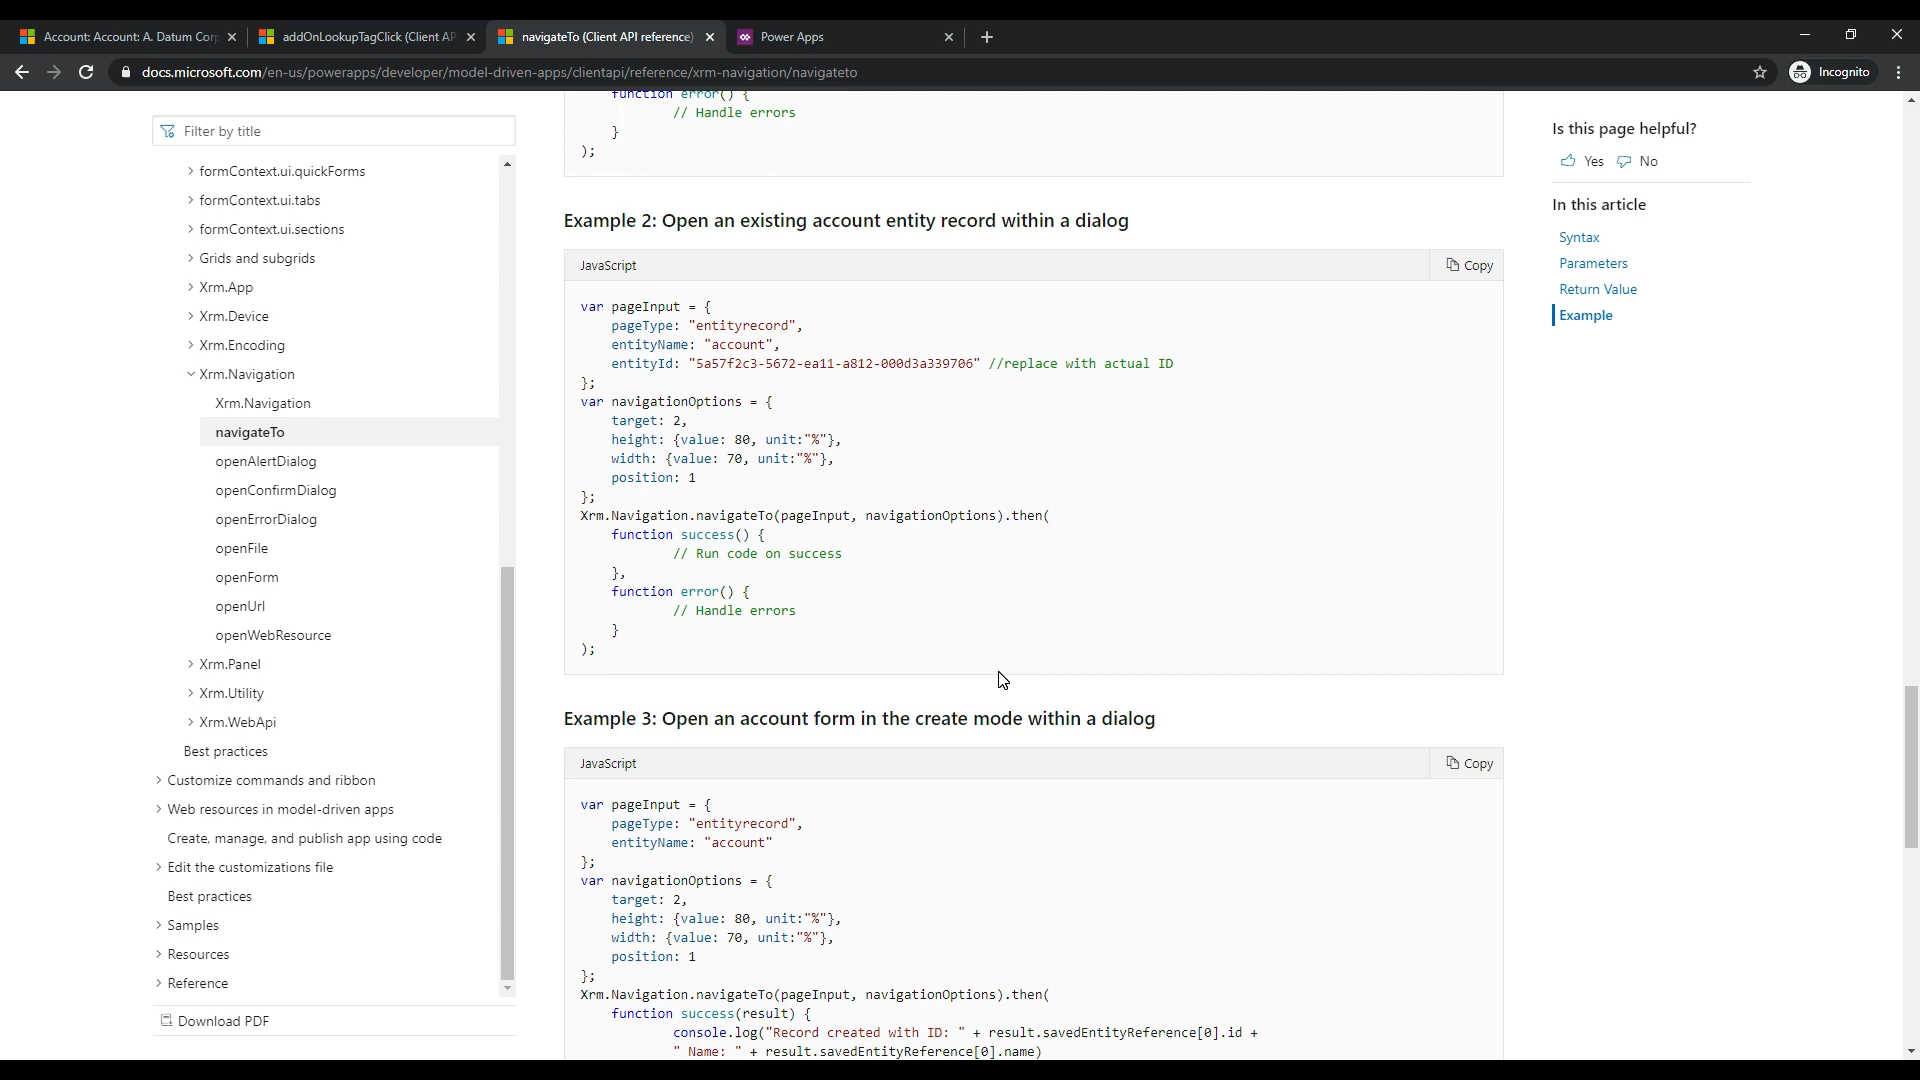 Account: Account: A. Datum Corp
addOnLookupTagClick (Client AP
navigateTo (Client API reference)
Power Apps
docs.microsoft.com/en-us/powerapps/developer/model-driven-apps/clientapi/reference/xrm-navigation/navigateto
Incognito
Filter by title
formContext.ui.quickForms
formContext.ui.tabs
formContext.ui.sections
Grids and subgrids
Xrm.App
Xrm.Device
Xrm.Encoding
Xrm.Navigation
Xrm.Navigation
navigateTo
openAlertDialog
openConfirmDialog
openErrorDialog
openFile
openForm
openUrl
openWebResource
Xrm.Panel
Xrm.Utility
Xrm.WebApi
Best practices
Customize commands and ribbon
Web resources in model-driven apps
Create, manage, and publish app using code
Edit the customizations file
Best practices
Samples
Resources
Reference
Download PDF
function error() {
// Handle errors
}
);
Example 2: Open an existing account entity record within a dialog
JavaScript
Copy
var pageInput = {
pageType: "entityrecord",
entityName: "account",
entityId: "5a57f2c3-5672-ea11-a812-000d3a339706" //replace with actual ID
};
var navigationOptions = {
target: 2,
height: {value: 80, unit:"%"},
width: {value: 70, unit:"%"},
position: 1
};
Xrm.Navigation.navigateTo(pageInput, navigationOptions).then(
function success() {
// Run code on success
},
function error() {
// Handle errors
}
);
Example 3: Open an account form in the create mode within a dialog
JavaScript
Copy
var pageInput = {
pageType: "entityrecord",
entityName: "account"
};
var navigationOptions = {
target: 2,
height: {value: 80, unit:"%"},
width: {value: 70, unit:"%"},
position: 1
};
Xrm.Navigation.navigateTo(pageInput, navigationOptions).then(
function success(result) {
console.log("Record created with ID: " + result.savedEntityReference[0].id +
" Name: " + result.savedEntityReference[0].name)
Is this page helpful?
Yes No
In this article
Syntax
Parameters
Return Value
Example